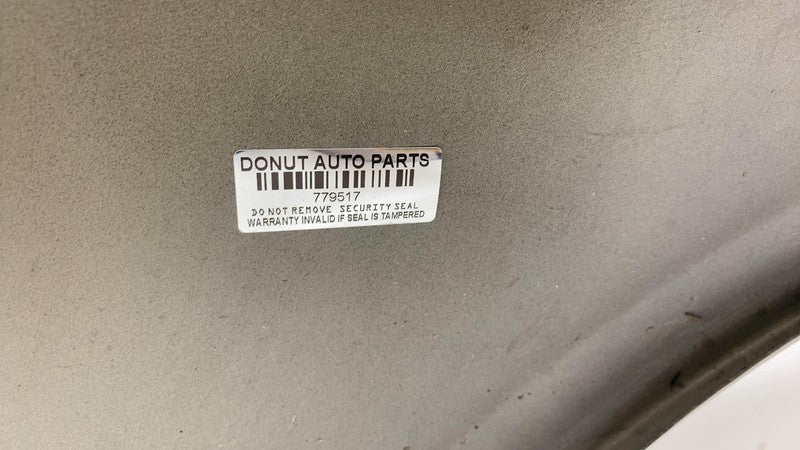 DONUT AUTO PARTS
779517
DO NOT REMOVE SECURITY SEAL
WARRANTY INVALID IF SEAL IS TAMPERED